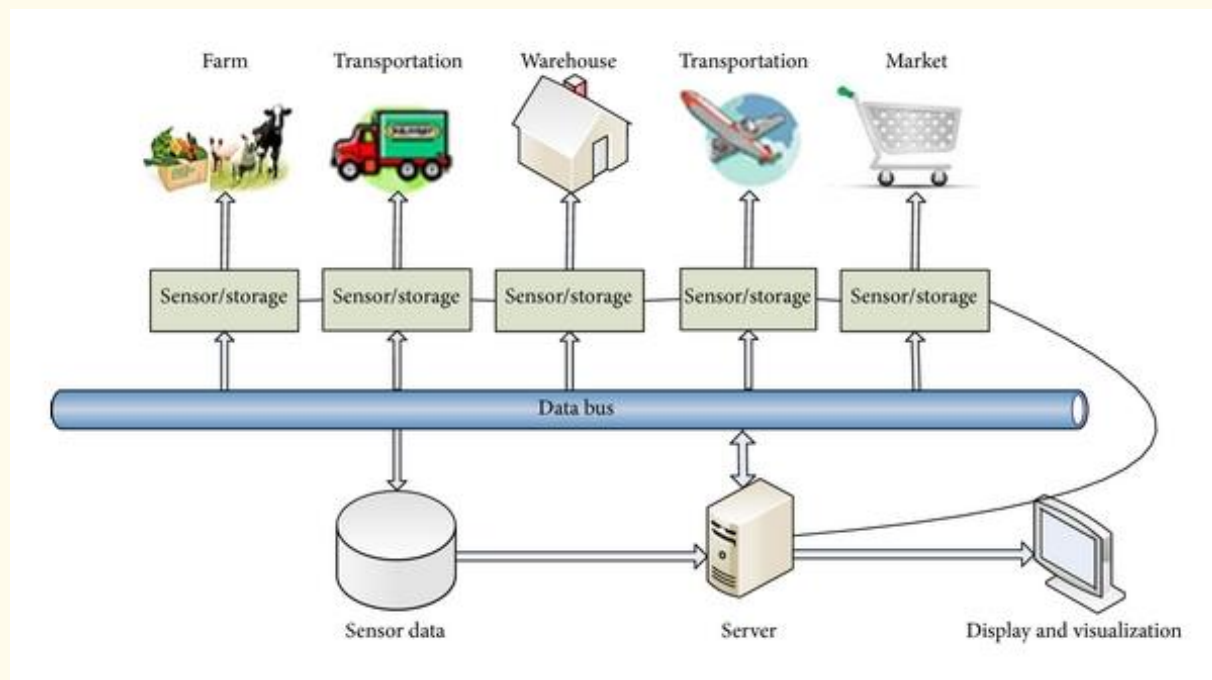 Farm
Transportation
Warehouse
Transportation
Market
Sensor/storage
Sensor/storage
Sensor/storage
Sensor/storage
Sensor/storage
Data bus
Sensor data
Server
Display and visualization